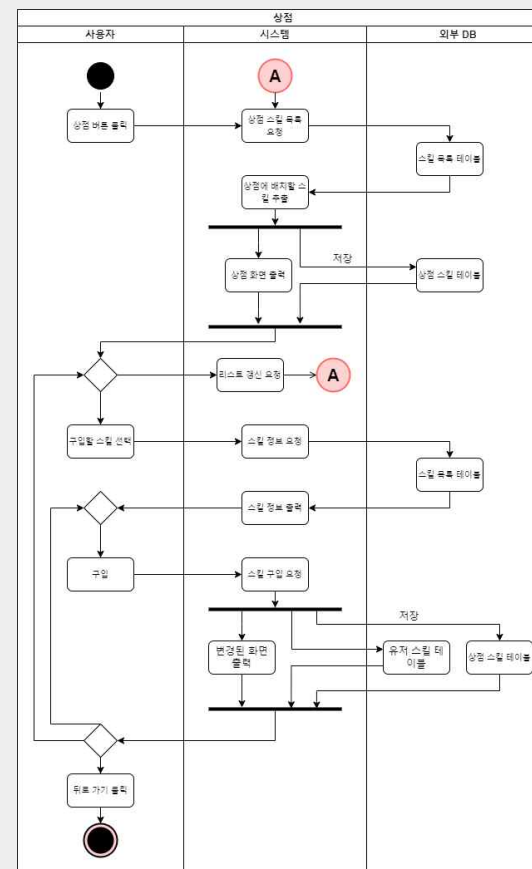 상점
사용자
시스템
외부 DB
A
상점 버튼 클릭
상점 스킬 목록
요청
스킬 목록 테이블
상점에 배치할 스
킬 추출
저장
상점 화면 출력
상점 스킬 테이블
리스트 갱신 요청
A
구입할 스킬 선택
스킬 정보 요청
스킬 목록 테이블
스킬 정보 출력
구입
스킬 구입 요청
저장
변경된 화면
출력
유저 스킬 테
이블
상점 스킬 테이블
뒤로 가기 클릭